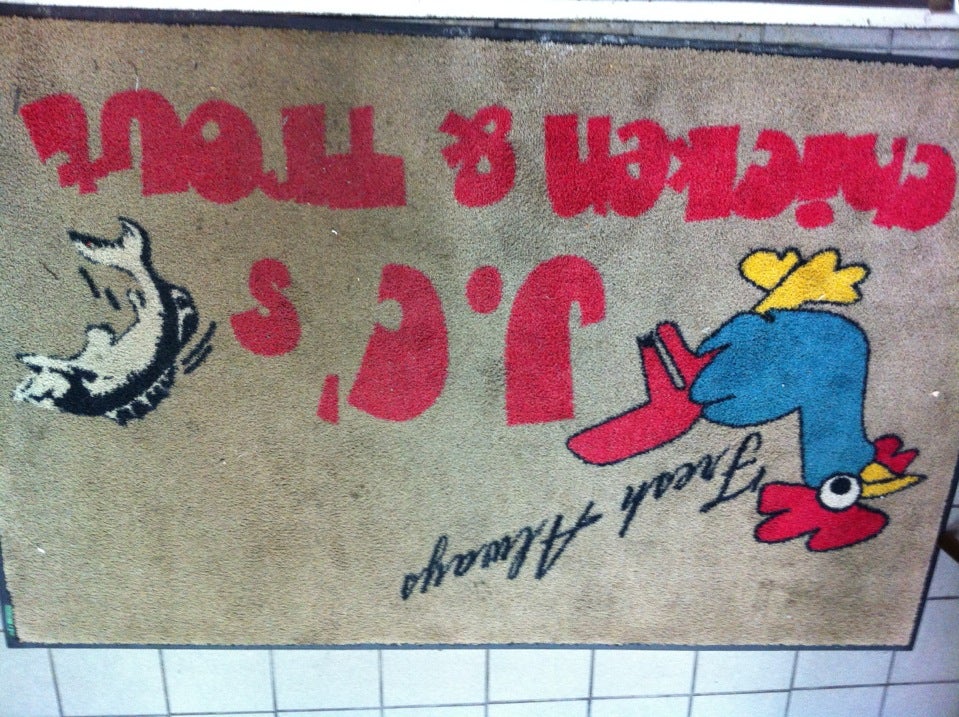 Fresh Always
J.C's
Chicken & Trout